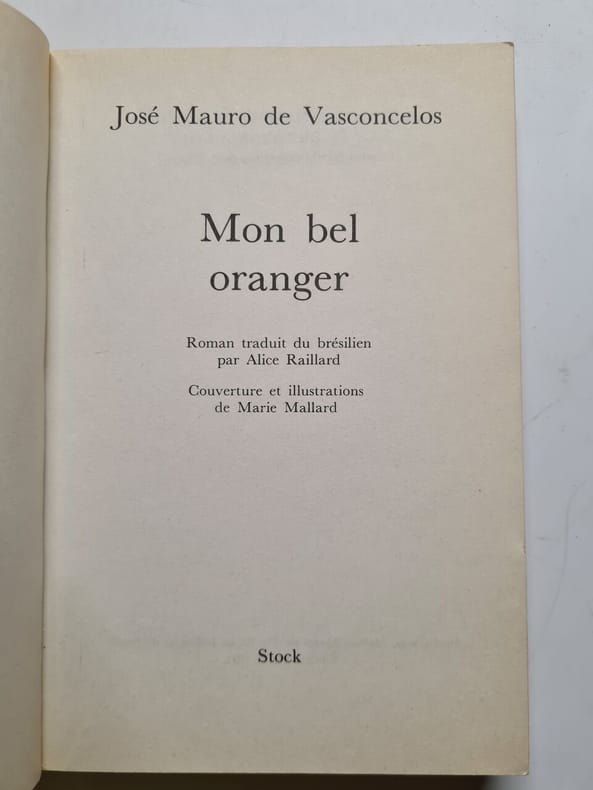 José Mauro de Vasconcelos
Mon bel
oranger
Roman traduit du brésilien
par Alice Raillard
Couverture et illustrations
de Marie Mallard
Stock